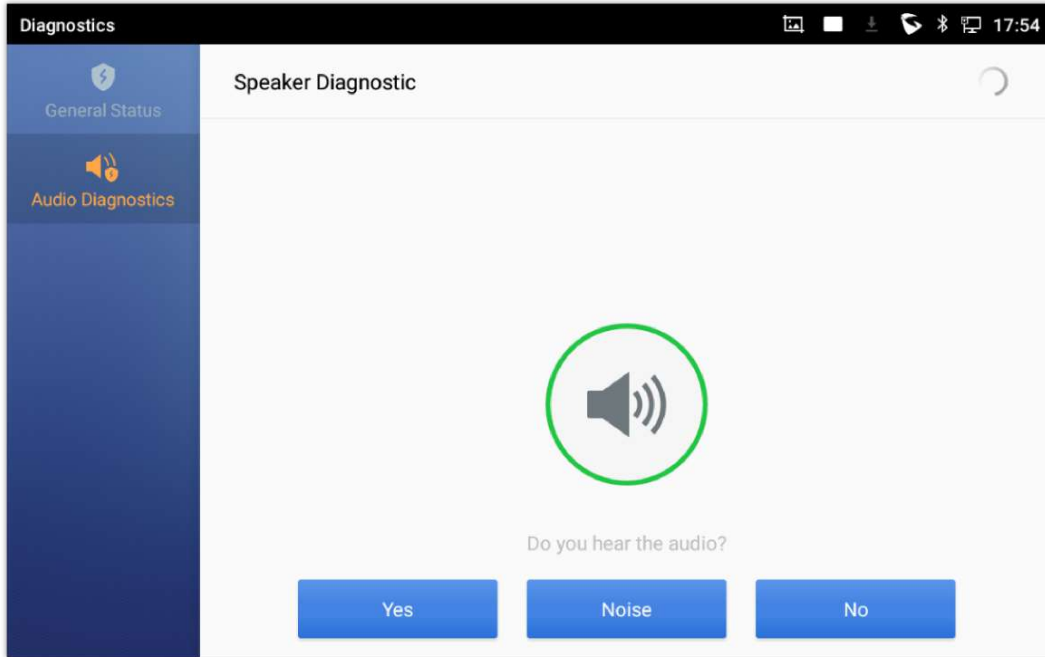 Diagnostics
17:54
General Status
Audio Diagnostics
Speaker Diagnostic
Do you hear the audio?
Yes
Noise
No